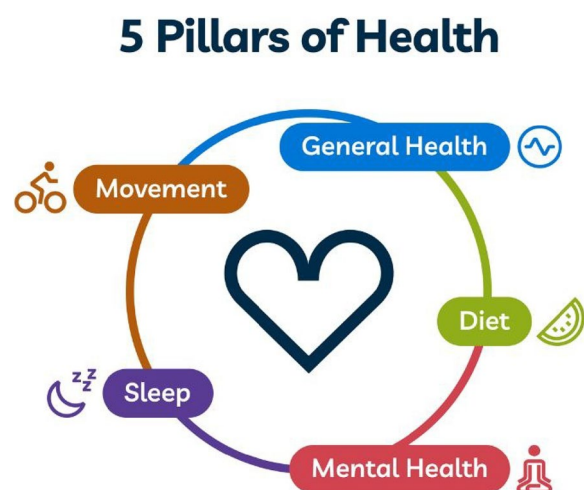 5 Pillars of Health
General Health
Movement
Diet
Sleep
z z z
Mental Health